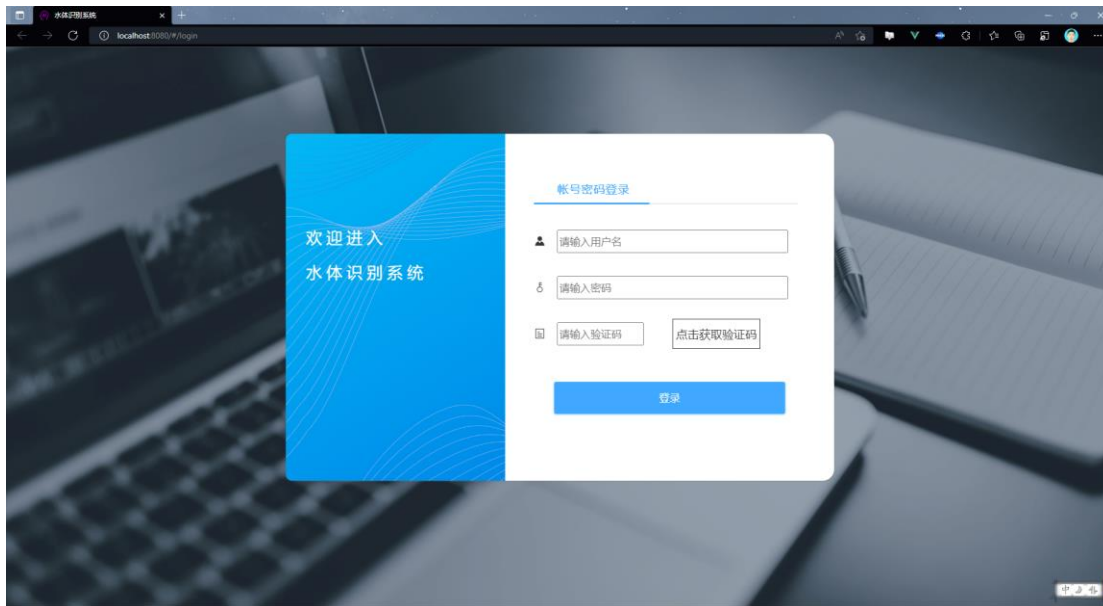 水体识别系统
localhost:8080/#/login
欢迎进入
水体识别系统
帐号密码登录
请输入用户名
请输入密码
请输入验证码
点击获取验证码
登录
中